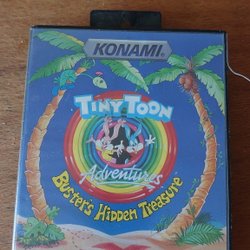 KONAMI®
TINY TOON
Adventures
BUSTER'S HIDDEN TREASURE